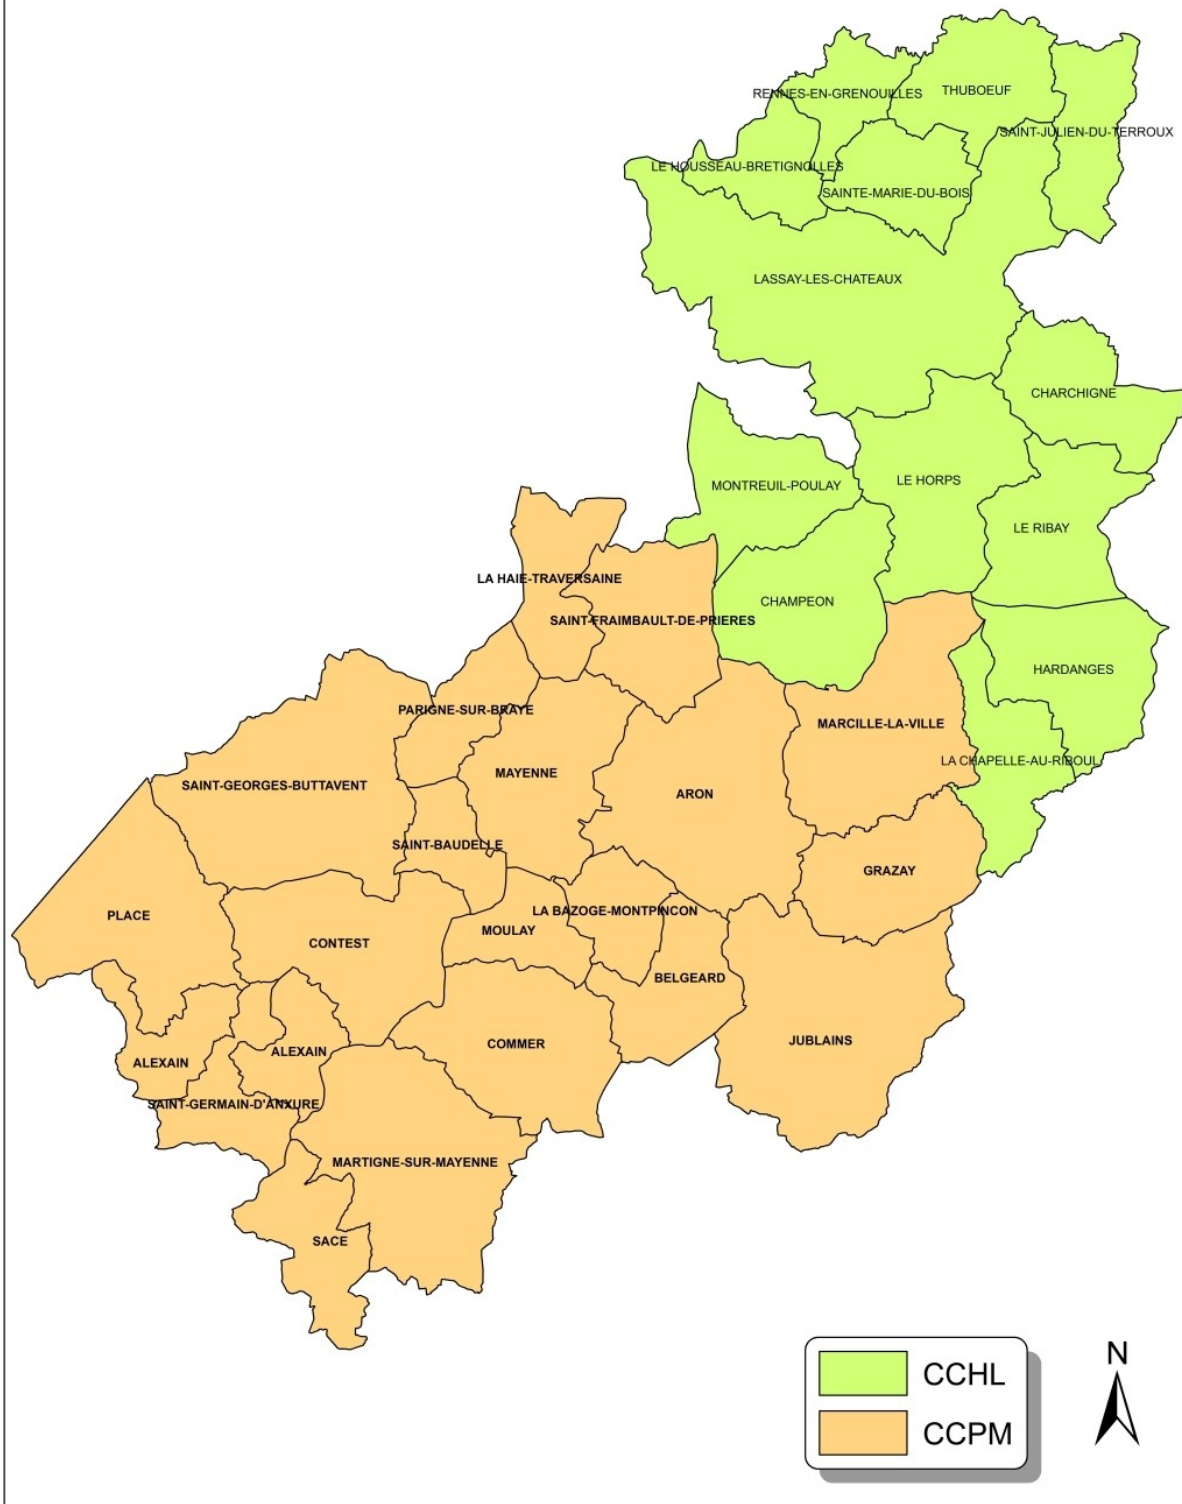 THUBOEUF
RENNES-EN-GRENOUILLES
SAINT-JULIEN-DU-TERROUX
LE HOUSSEAU-BRETIGNOLLES
SAINTE-MARIE-DU-BOIS
LASSAY-LES-CHATEAUX
CHARCHIGNE
LE HORPS
MONTREUIL-POULAY
LE RIBAY
LA HAIE-TRAVERSAINE
CHAMPEON
SAINT-FRAIMBAULT-DE-PRIERES
HARDANGES
PARIGNE-SUR-BRAYE
MARCILLE-LA-VILLE
LA CHAPELLE-AU-RIBOUL
MAYENNE
SAINT-GEORGES-BUTTAVENT
ARON
SAINT-BAUDELLE
GRAZAY
LA BAZOGE-MONTPINCON
PLACE
MOULAY
CONTEST
BELGEARD
JUBLAINS
COMMER
ALEXAIN
ALEXAIN
SAINT-GERMAIN-D'ANXURE
MARTIGNE-SUR-MAYENNE
SACE
N
CCHL
CCPM